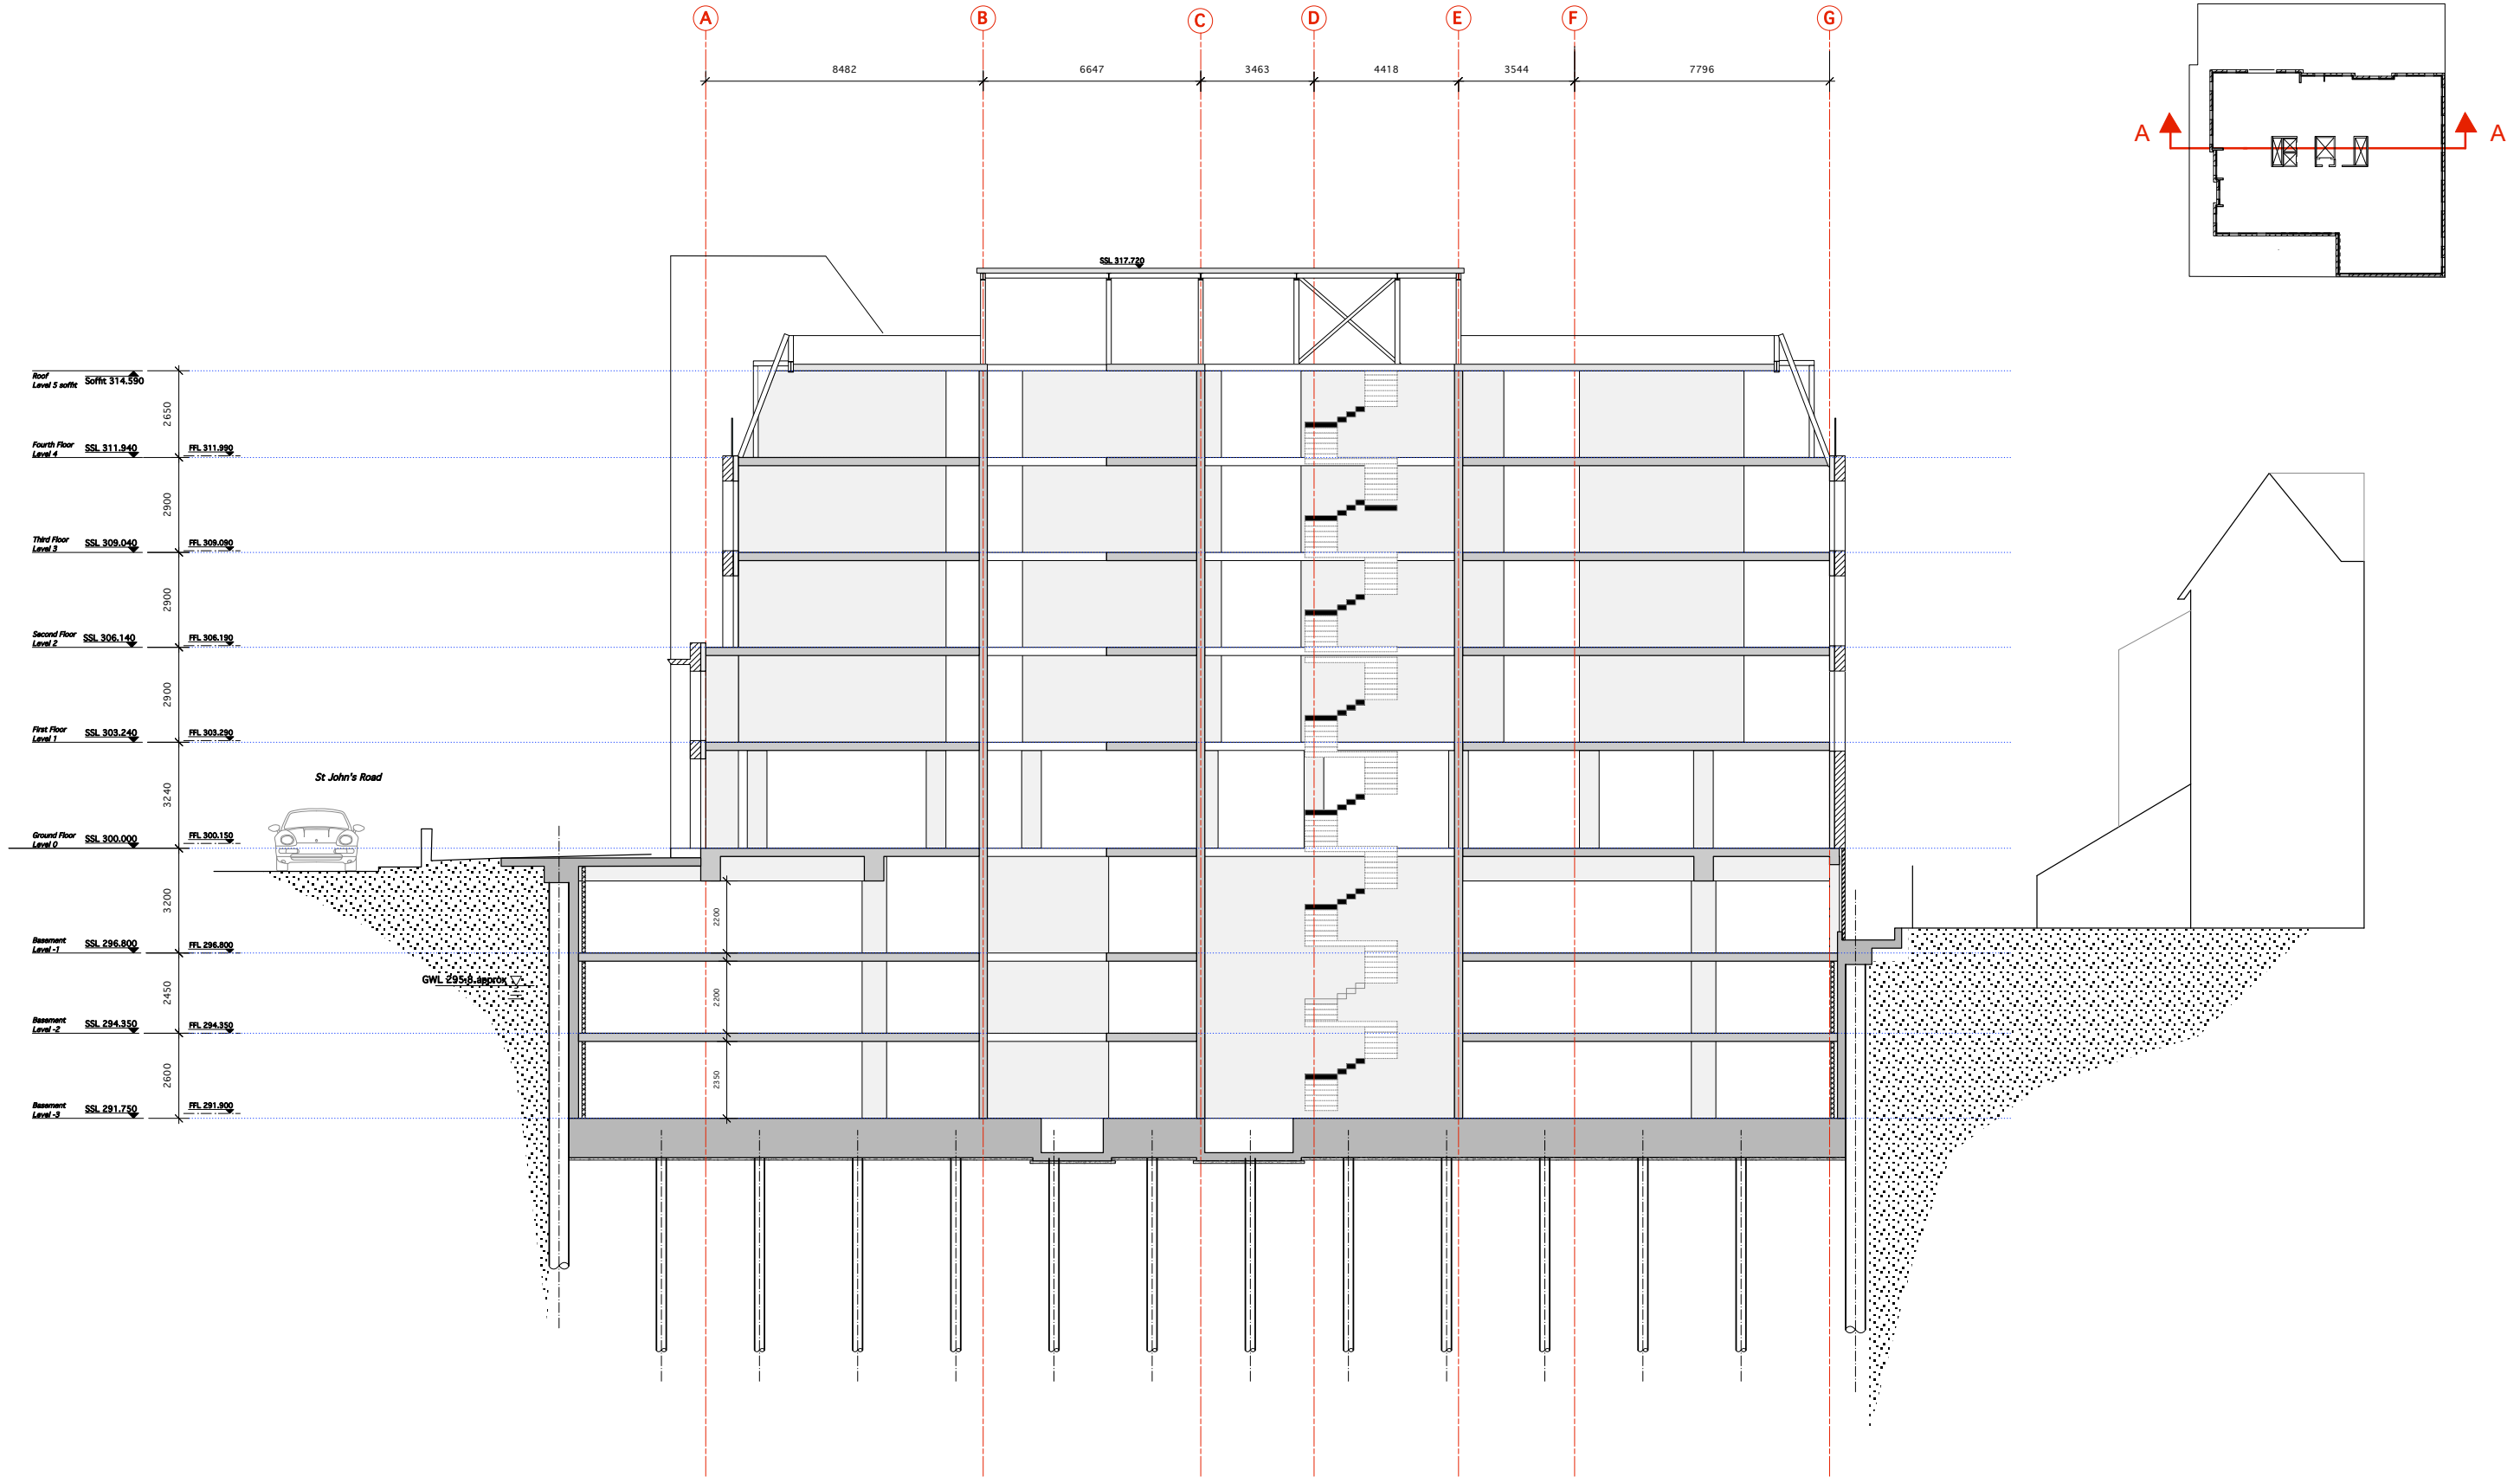 A B C D E F G
8482 6647 3463 4418 3544 7796
A A
SSL 317.720
Roof
Level 5 soffit
Soffit 314.590
2650
Fourth Floor
Level 4
SSL 311.940
FFL 311.990
2900
Third Floor
Level 3
SSL 309.040
FFL 309.090
2900
Second Floor
Level 2
SSL 306.140
FFL 306.190
2900
First Floor
Level 1
SSL 303.240
FFL 303.290
St John's Road
3240
Ground Floor
Level 0
SSL 300.000
FFL 300.150
3200
2200
Basement
Level -1
SSL 296.800
FFL 296.800
GWL 295.8 approx
2450
2200
Basement
Level -2
SSL 294.350
FFL 294.350
2600
2350
Basement
Level -3
SSL 291.750
FFL 291.900